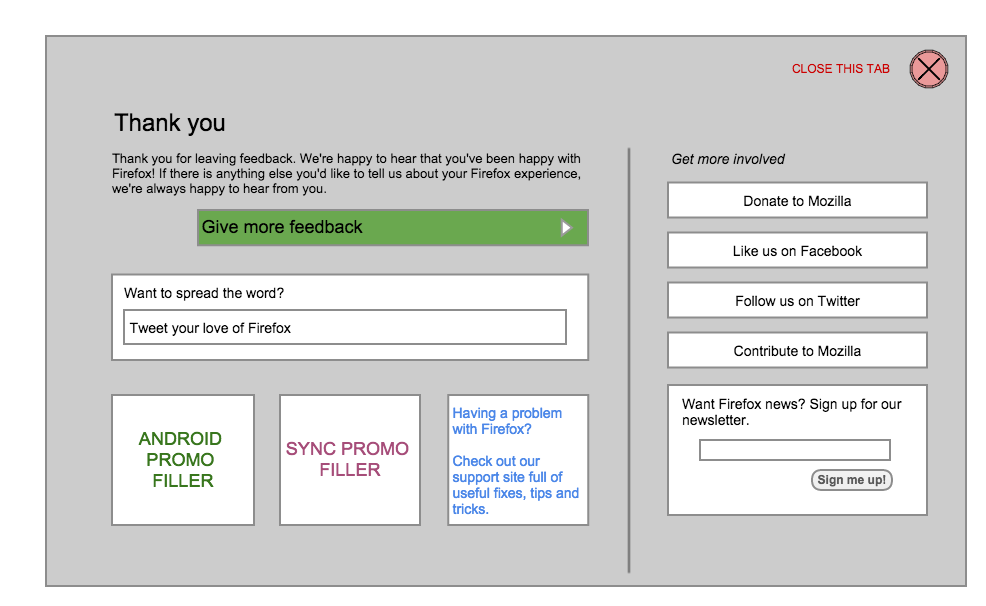 CLOSE THIS TAB
Thank you
Thank you for leaving feedback. We're happy to hear that you've been happy with
Firefox! If there is anything else you'd like to tell us about your Firefox experience,
we're always happy to hear from you.
Give more feedback
Want to spread the word?
Tweet your love of Firefox
ANDROID
PROMO
FILLER
SYNC PROMO
FILLER
Having a problem
with Firefox?
Check out our
support site full of
useful fixes, tips and
tricks.
Get more involved
Donate to Mozilla
Like us on Facebook
Follow us on Twitter
Contribute to Mozilla
Want Firefox news? Sign up for our
newsletter.
Sign me up!